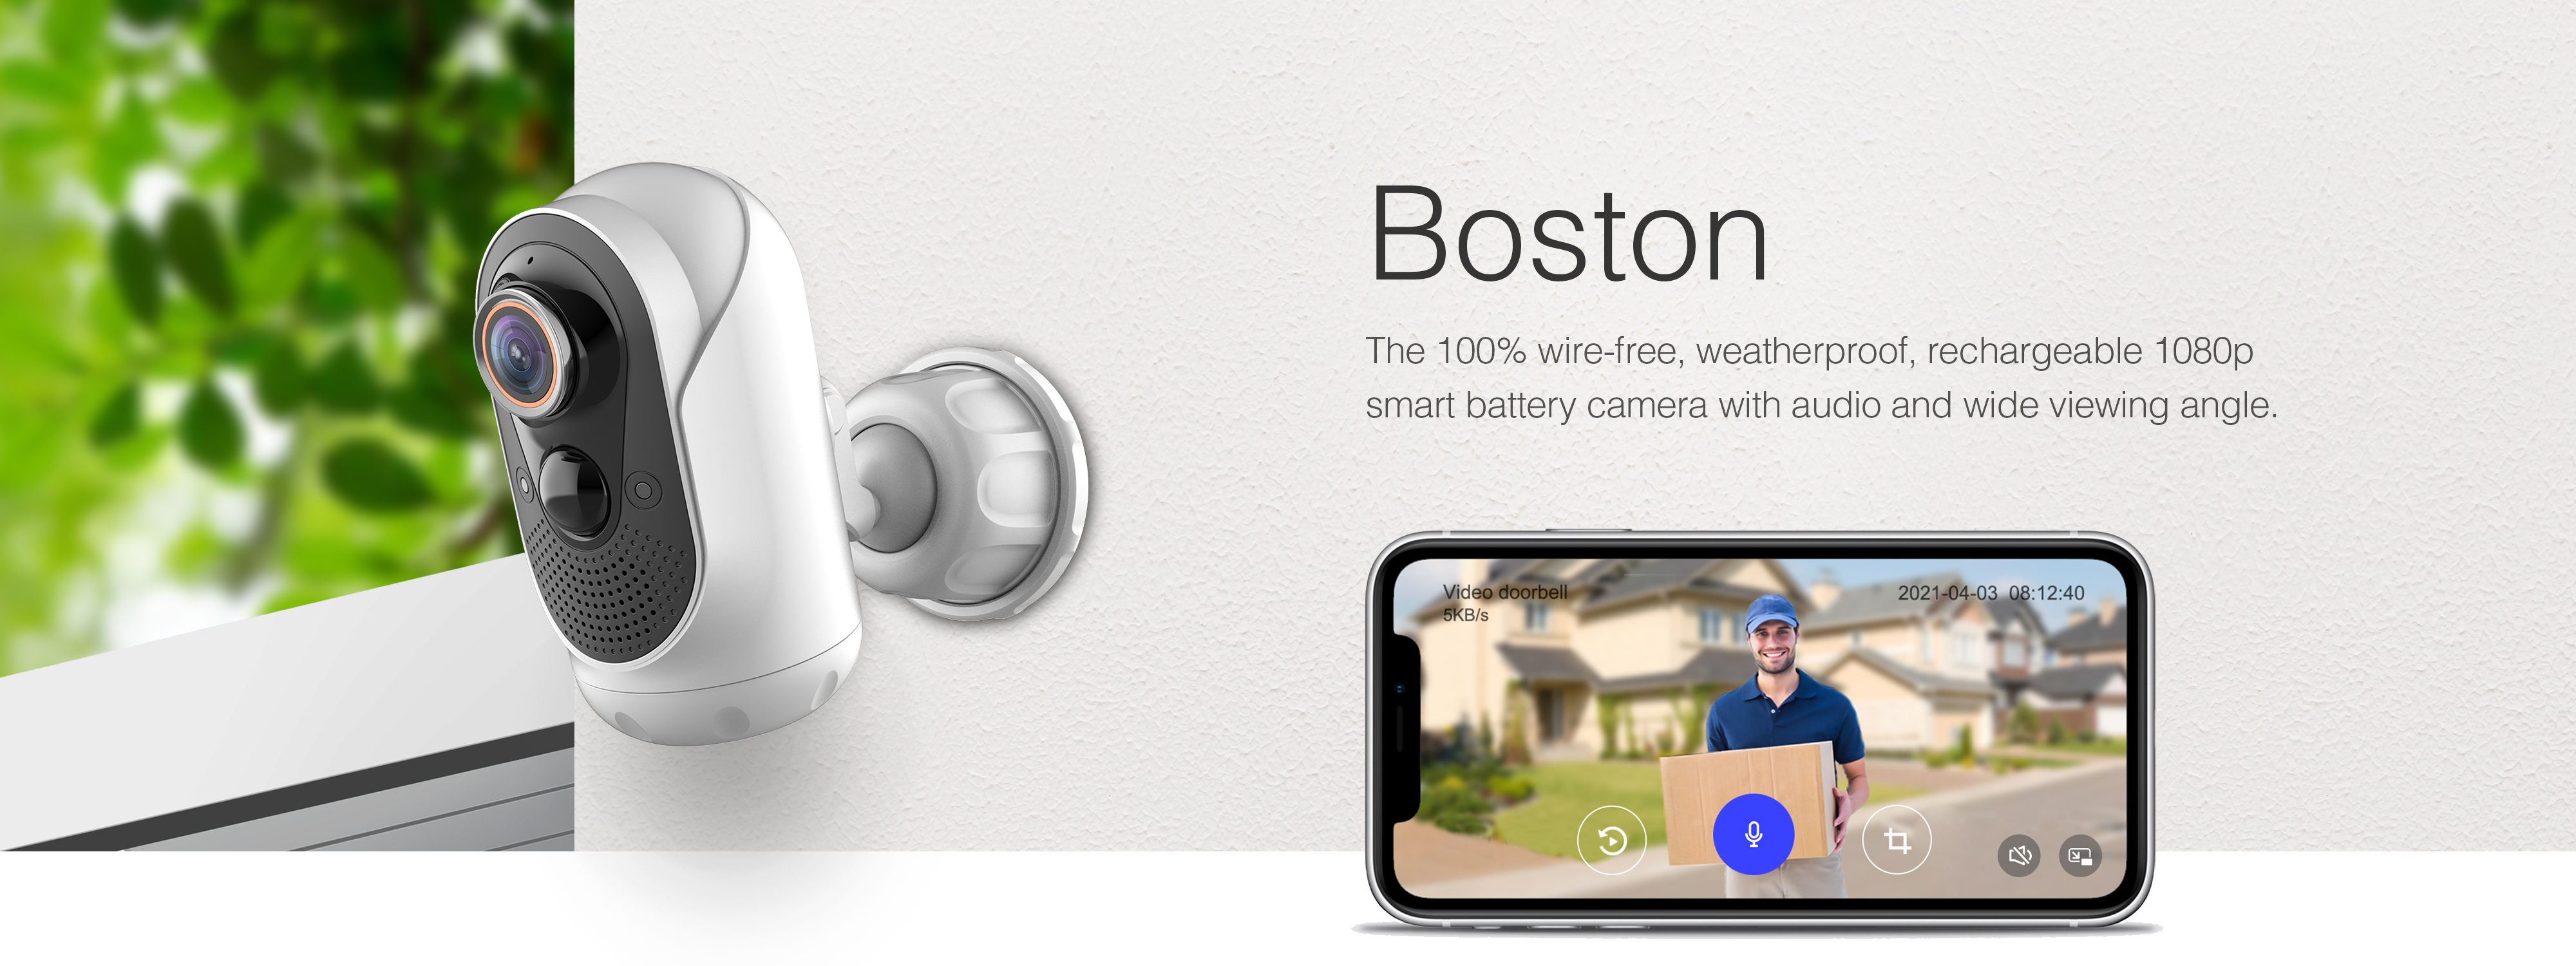 Boston
The 100% wire-free, weatherproof, rechargeable 1080p
smart battery camera with audio and wide viewing angle.
Video doorbell
5KB/s
2021-04-03 08:12:40